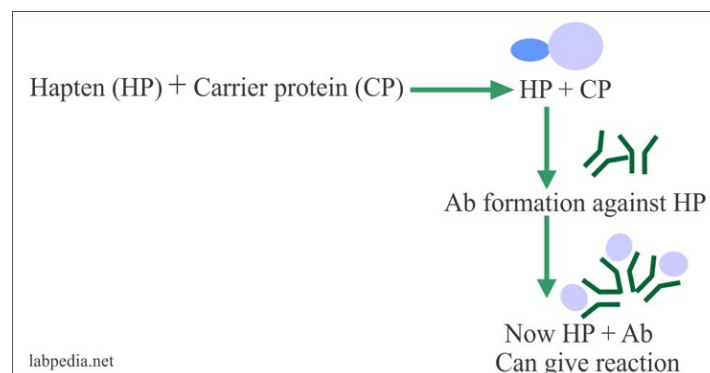 Hapten (HP) + Carrier protein (CP)
HP + CP
Ab formation against HP
Now HP + Ab
Can give reaction
labpedia.net